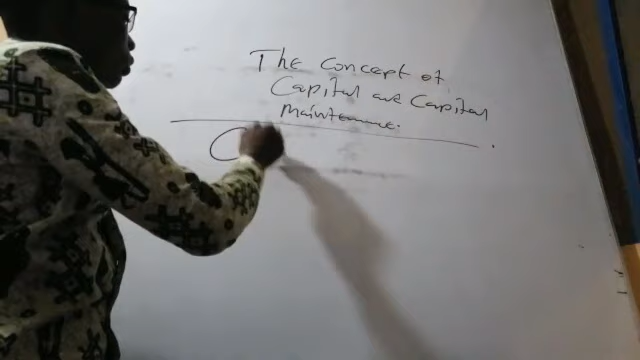 The Concept of
Capital and Capital
Maintenance.
C